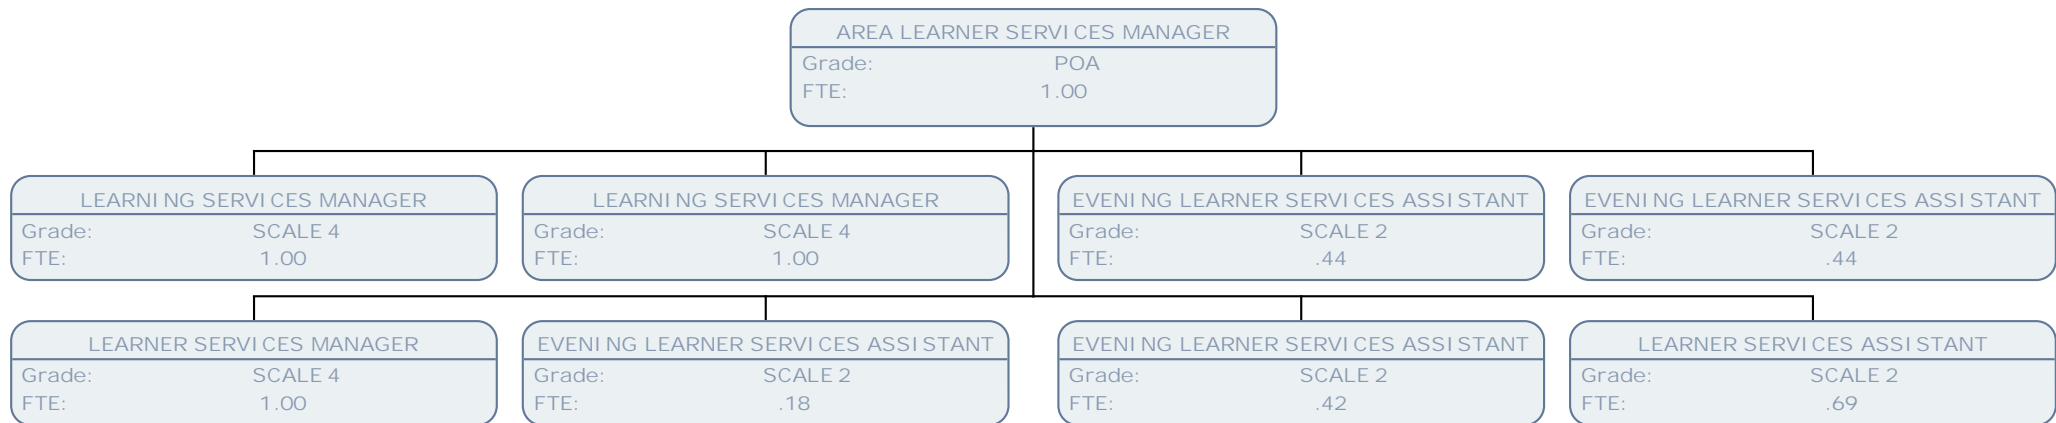 AREA LEARNER SERVICES MANAGER
Grade: POA
FTE: 1.00
LEARNING SERVICES MANAGER
Grade: SCALE 4
FTE: 1.00
LEARNING SERVICES MANAGER
Grade: SCALE 4
FTE: 1.00
EVENING LEARNER SERVICES ASSISTANT
Grade: SCALE 2
FTE: .44
EVENING LEARNER SERVICES ASSISTANT
Grade: SCALE 2
FTE: .44
LEARNER SERVICES MANAGER
Grade: SCALE 4
FTE: 1.00
EVENING LEARNER SERVICES ASSISTANT
Grade: SCALE 2
FTE: .18
EVENING LEARNER SERVICES ASSISTANT
Grade: SCALE 2
FTE: .42
LEARNER SERVICES ASSISTANT
Grade: SCALE 2
FTE: .69